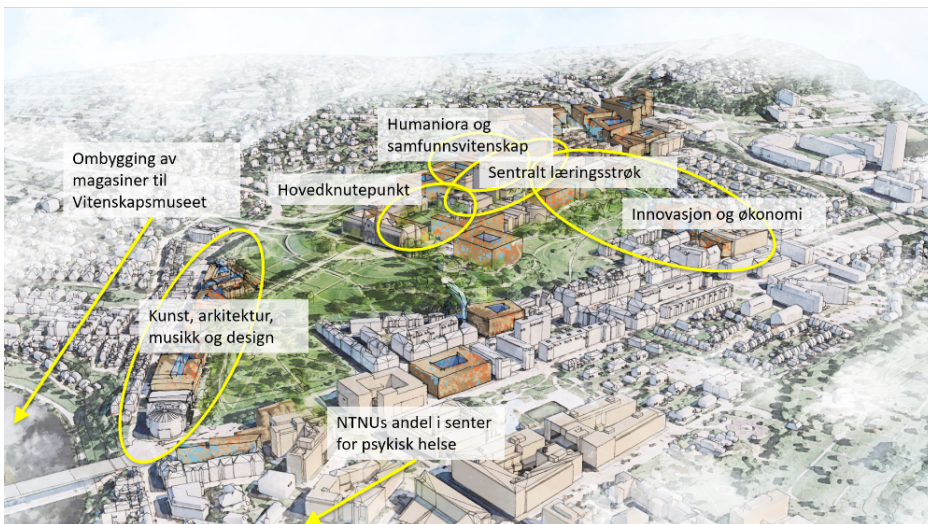 Humaniora og
samfunnsvitenskap
Ombygging av
magasiner til
Vitenskapsmuseet
Hovedknutepunkt
Sentralt læringsstrøk
Innovasjon og økonomi
Kunst, arkitektur,
musikk og design
NTNUs andel i senter
for psykisk helse